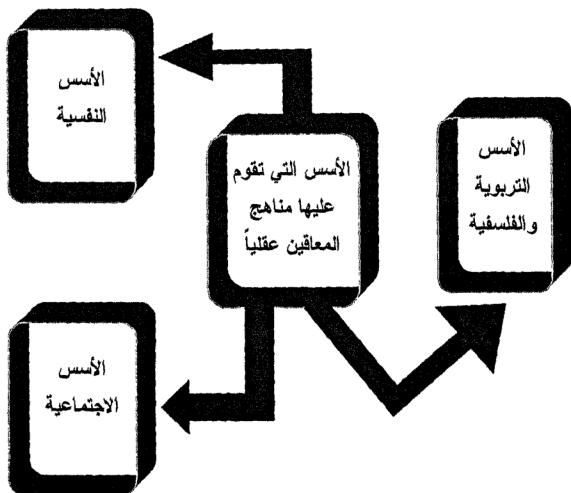 الأسس
النفسية
الأسس التي تقوم
عليها مناهج
المعاقين عقلياً
الأسس
التربوية
والفلسفية
الأسس
الاجتماعية